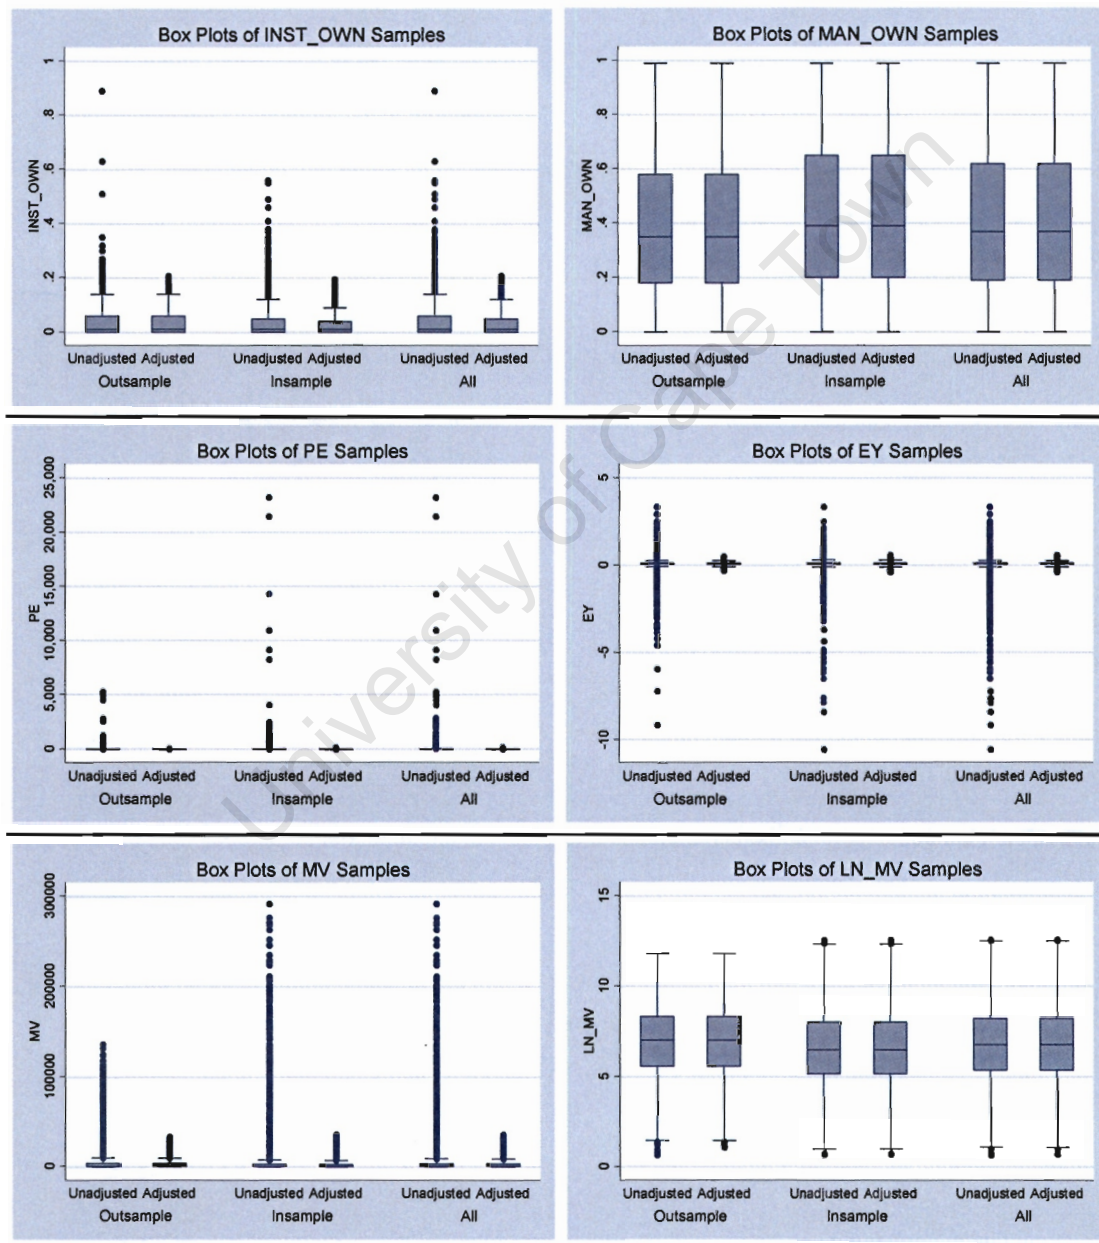 Box Plots of INST_OWN Samples
INST_OWN
1
.8
.6
.4
.2
0
Unadjusted Adjusted Unadjusted Adjusted Unadjusted Adjusted
Outsample Insample All
Box Plots of MAN_OWN Samples
MAN_OWN
1
.8
.6
.4
.2
0
Unadjusted Adjusted Unadjusted Adjusted Unadjusted Adjusted
Outsample Insample All
Box Plots of PE Samples
PE
25,000
20,000
15,000
10,000
5,000
0
Unadjusted Adjusted Unadjusted Adjusted Unadjusted Adjusted
Outsample Insample All
Box Plots of EY Samples
EY
5
0
-5
-10
Unadjusted Adjusted Unadjusted Adjusted Unadjusted Adjusted
Outsample Insample All
Box Plots of MV Samples
MV
300000
200000
100000
0
Unadjusted Adjusted Unadjusted Adjusted Unadjusted Adjusted
Outsample Insample All
Box Plots of LN_MV Samples
LN_MV
15
10
5
0
Unadjusted Adjusted Unadjusted Adjusted Unadjusted Adjusted
Outsample Insample All
University of Cape Town